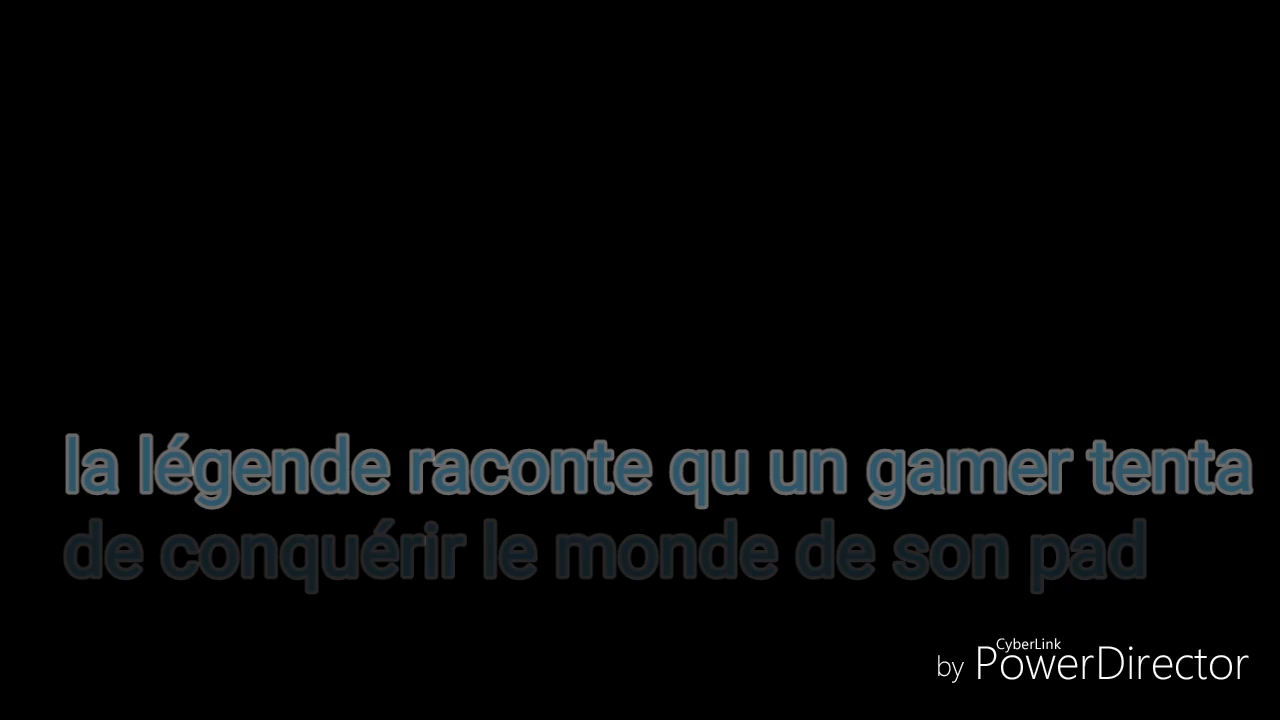 la légende raconte qu un gamer tenta
de conquérir le monde de son pad
by CyberLink PowerDirector